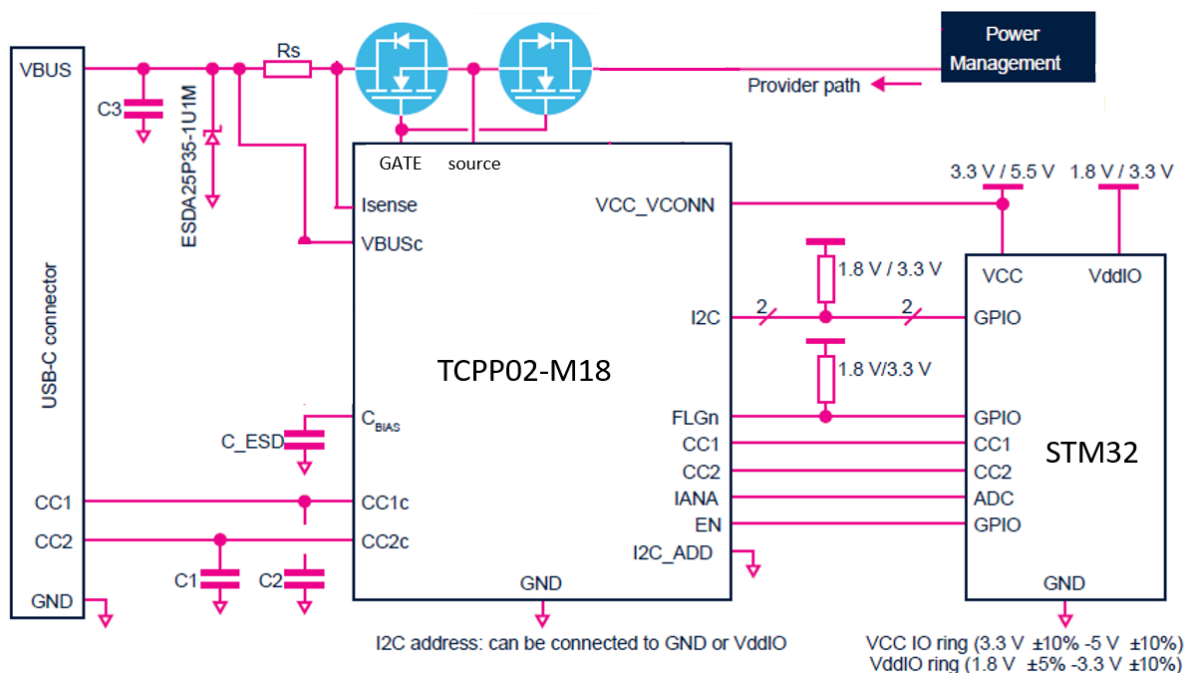 Power
Management
Provider path
VBUS
Rs
C3
ESDA25P35-1U1M
USB-C connector
CC1
CC2
GND
C_ESD
C1
C2
GATE
source
Isense
VBUSc
VCC_VCONN
I2C
TCPP02-M18
CBIAS
FLGn
CC1
CC2
IANA
EN
I2C_ADD
CC1c
CC2c
GND
3.3 V / 5.5 V
1.8 V / 3.3 V
1.8 V / 3.3 V
2
2
1.8 V/3.3 V
VCC
VddIO
GPIO
GPIO
CC1
CC2
ADC
GPIO
STM32
GND
I2C address: can be connected to GND or VddIO
VCC IO ring (3.3 V ±10% -5 V ±10%)
VddIO ring (1.8 V ±5% -3.3 V ±10%)